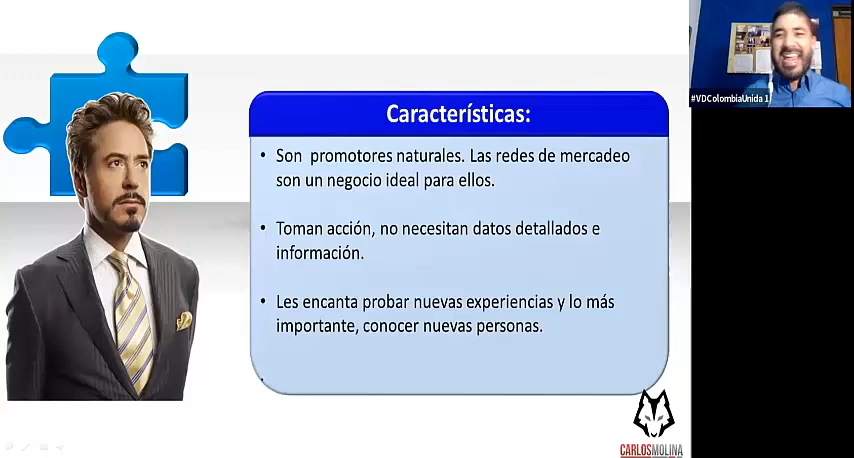 Características:
• Son promotores naturales. Las redes de mercadeo
son un negocio ideal para ellos.
• Toman acción, no necesitan datos detallados e
información.
• Les encanta probar nuevas experiencias y lo más
importante, conocer nuevas personas.
#VDColombiaUnida 1
CARLOSMOLINA